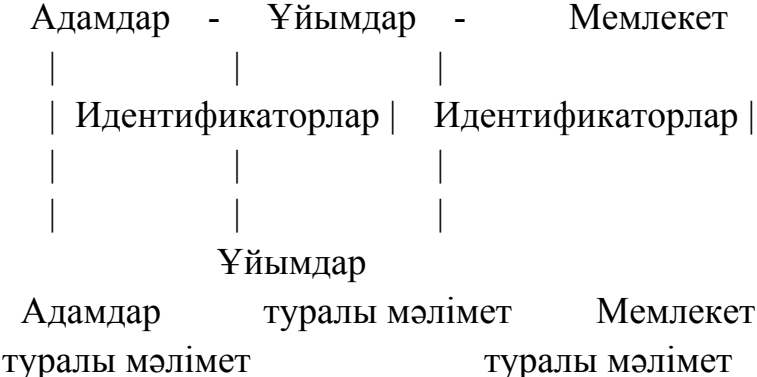 Адамдар - Ұйымдар - Мемлекет
| | |
| Идентификаторлар | Идентификаторлар |
| | |
| | |
Ұйымдар
Адамдар туралы мәлімет Мемлекет
туралы мәлімет туралы мәлімет